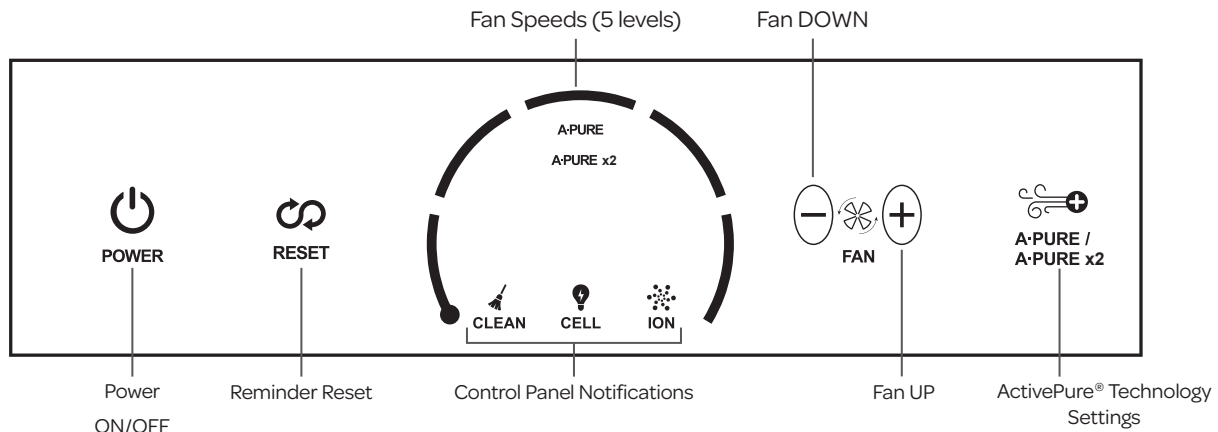 Fan Speeds (5 levels)
Fan DOWN
A·PURE
A·PURE x2
POWER
RESET
FAN
A·PURE /
A·PURE x2
CLEAN
CELL
ION
Power
ON/OFF
Reminder Reset
Control Panel Notifications
Fan UP
ActivePure® Technology
Settings